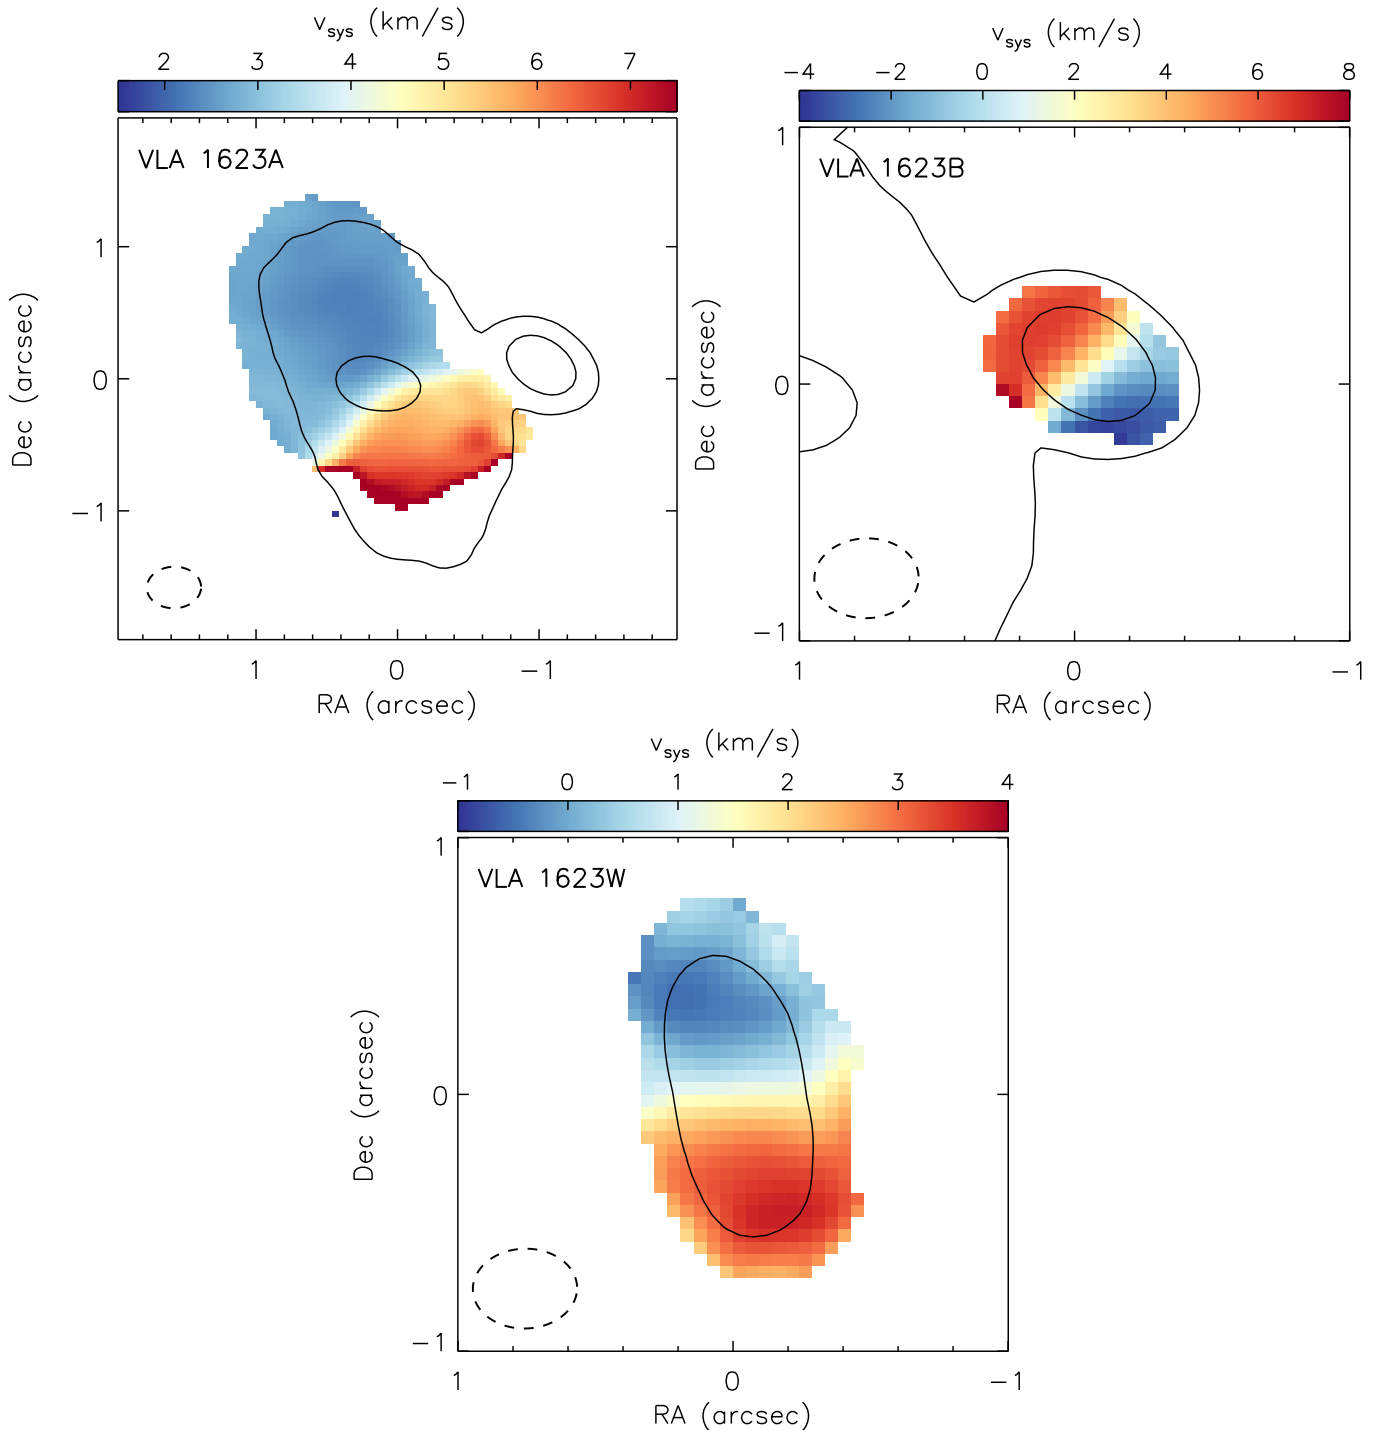 v_sys (km/s)
2 3 4 5 6 7
VLA 1623A
1
0
−1
Dec (arcsec)
1 0 −1
RA (arcsec)
v_sys (km/s)
−4 −2 0 2 4 6 8
VLA 1623B
1
0
−1
Dec (arcsec)
1 0 −1
RA (arcsec)
v_sys (km/s)
−1 0 1 2 3 4
VLA 1623W
1
0
−1
Dec (arcsec)
1 0 −1
RA (arcsec)